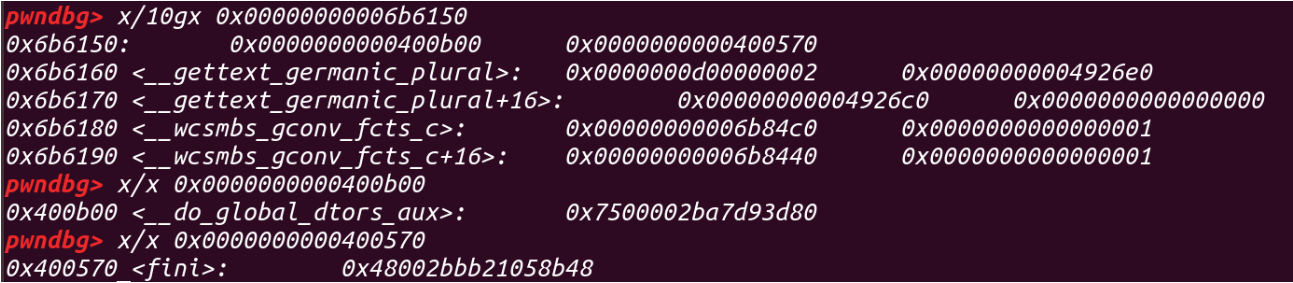 pwndbg> x/10gx 0x00000000006b6150
0x6b6150: 0x0000000000400b00 0x0000000000400570
0x6b6160 <__gettext_germanic_plural>: 0x0000000d00000002 0x00000000004926e0
0x6b6170 <__gettext_germanic_plural+16>: 0x00000000004926c0 0x0000000000000000
0x6b6180 <__wcsmbs_gconv_fcts_c>: 0x00000000006b84c0 0x0000000000000001
0x6b6190 <__wcsmbs_gconv_fcts_c+16>: 0x00000000006b8440 0x0000000000000001
pwndbg> x/x 0x0000000000400b00
0x400b00 <__do_global_dtors_aux>: 0x7500002ba7d93d80
pwndbg> x/x 0x0000000000400570
0x400570 <fini>: 0x48002bbb21058b48